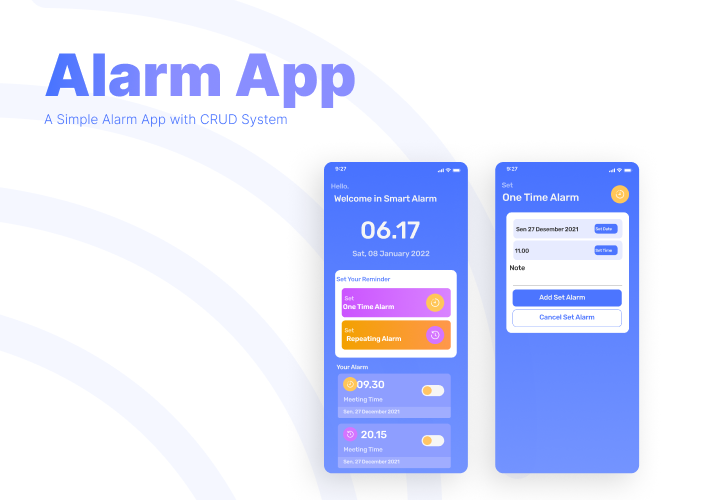 Alarm App
A Simple Alarm App with CRUD System
9:27
Hello,
Welcome in Smart Alarm
06.17
Sat, 08 January 2022
Set Your Reminder
Set
One Time Alarm
Set
Repeating Alarm
Your Alarm
09.30
Meeting Time
Sen, 27 December 2021
20.15
Meeting Time
Sen, 27 December 2021
9:27
Set
One Time Alarm
Sen 27 Desember 2021
Set Date
11.00
Set Time
Note
Add Set Alarm
Cancel Set Alarm